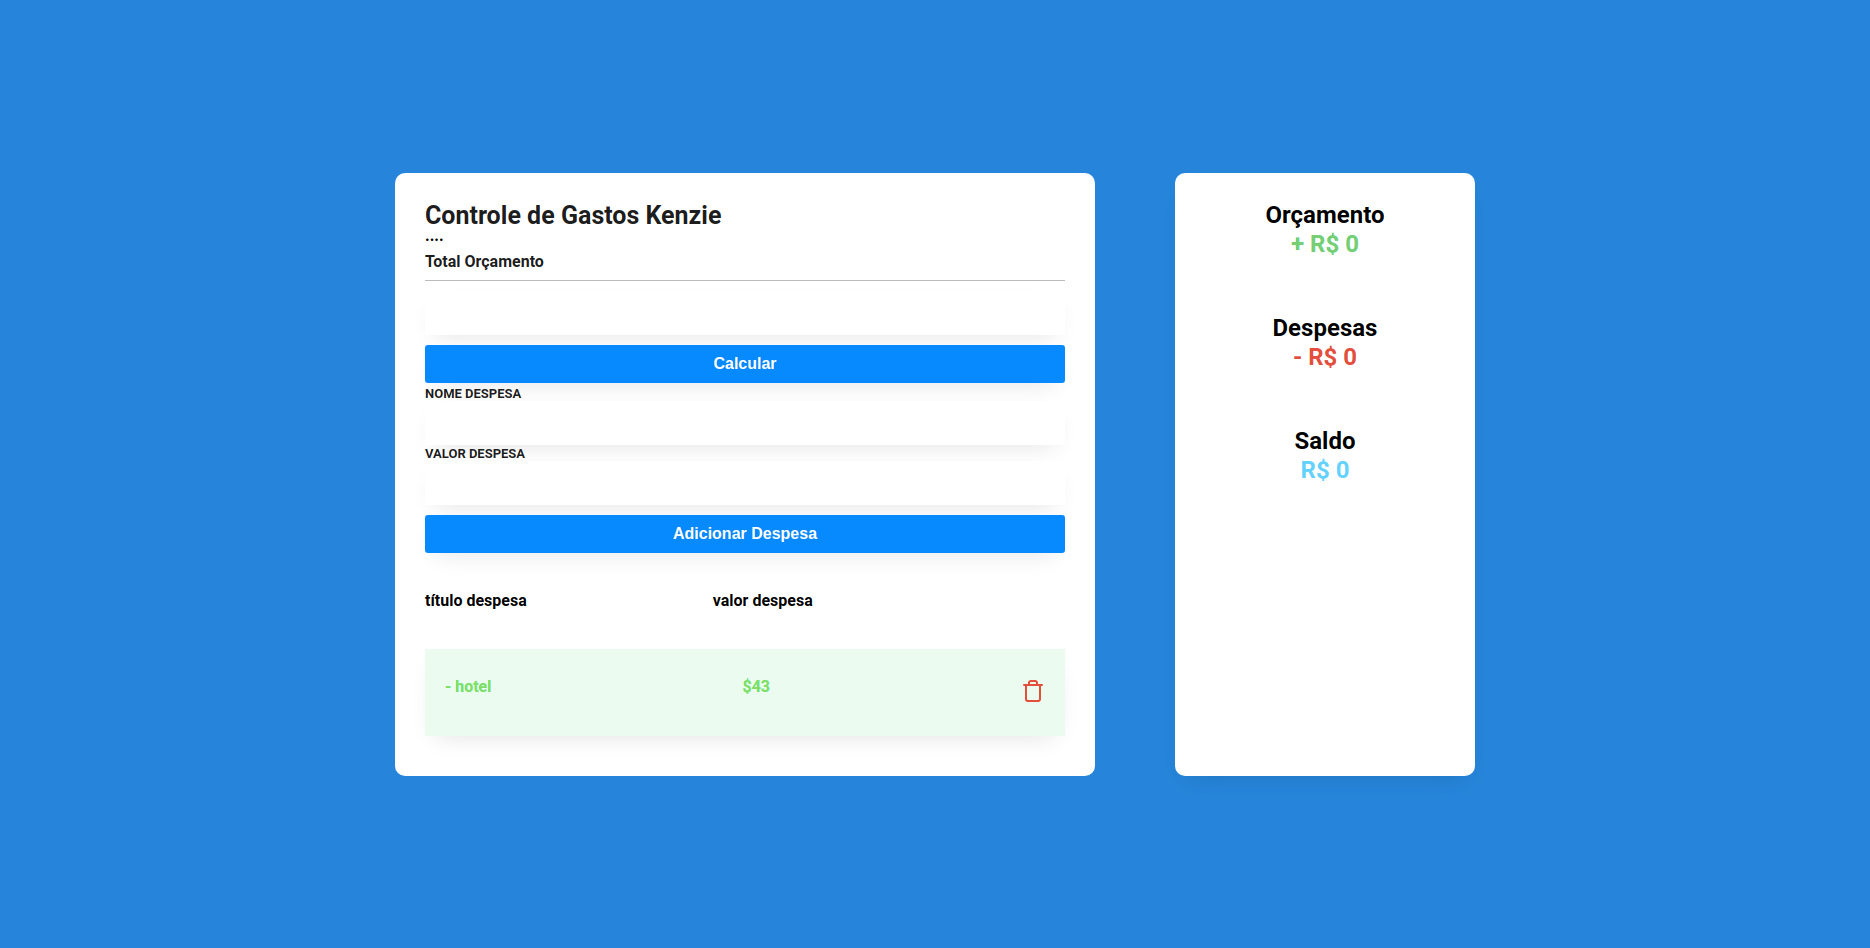 Controle de Gastos Kenzie
....
Total Orçamento
Calcular
NOME DESPESA
VALOR DESPESA
Adicionar Despesa
título despesa valor despesa
- hotel $43
Orçamento
+ R$ 0
Despesas
- R$ 0
Saldo
R$ 0